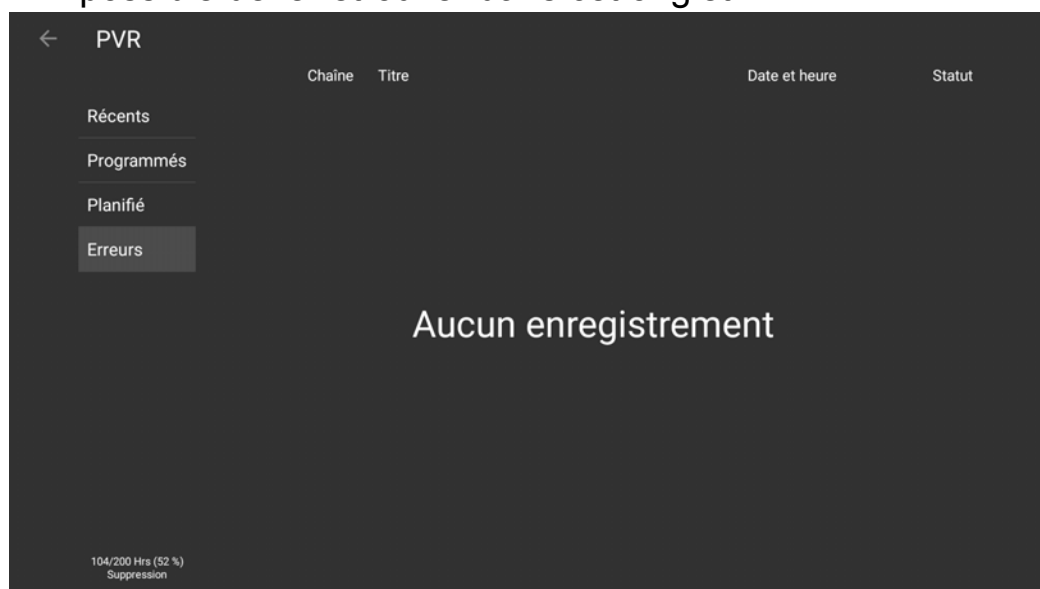 PVR
Chaîne Titre Date et heure Statut
Récents
Programmés
Planifié
Erreurs
Aucun enregistrement
104/200 Hrs (52 %)
Suppression